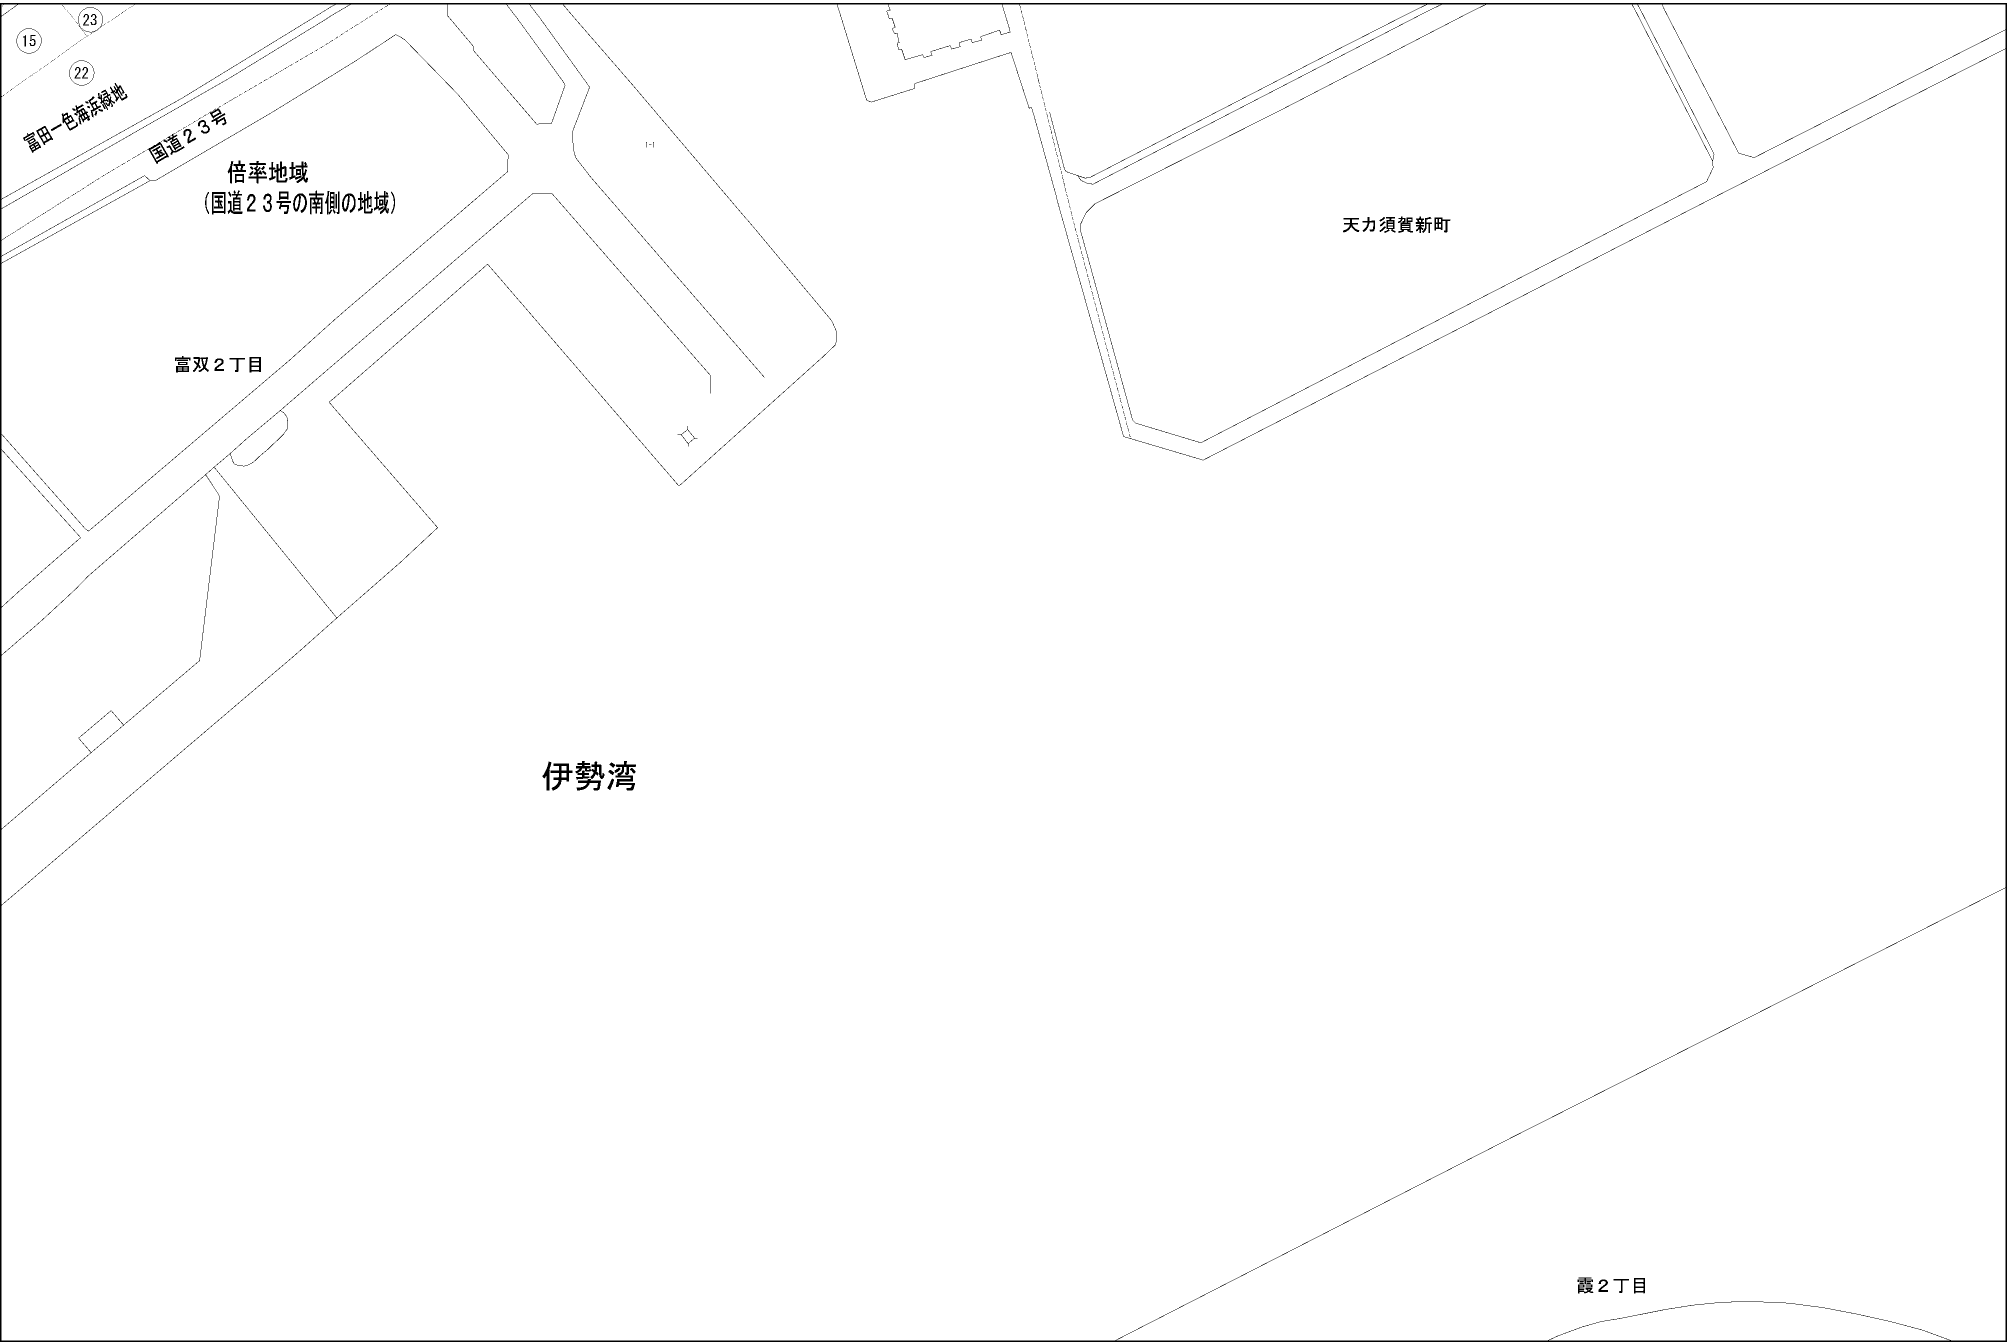 23
15
22
富田一色海浜緑地
国道23号
倍率地域
(国道23号の南側の地域)
天カ須賀新町
富双2丁目
伊勢湾
霞2丁目